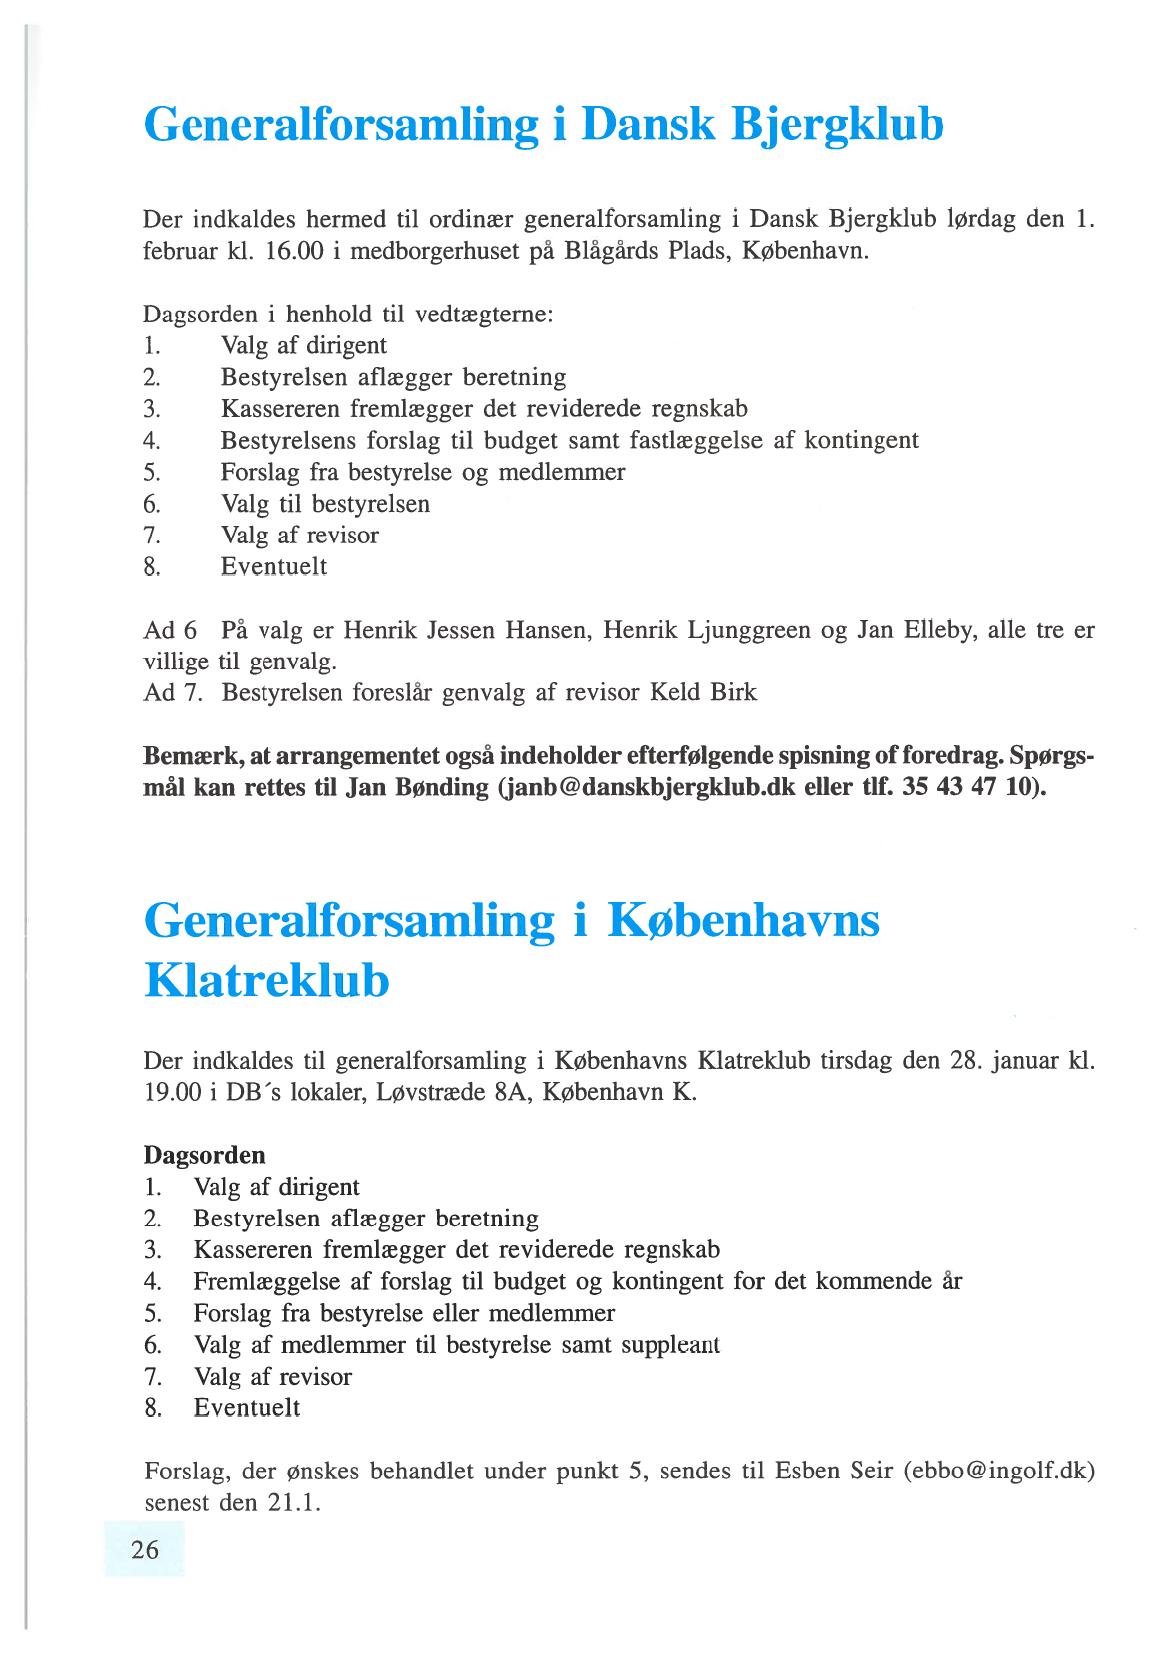 Generalforsamling i Dansk Bjergklub
Der indkaldes hermed til ordinær generalforsamling i Dansk Bjergklub lørdag den 1.
februar kl. 16.00 i medborgerhuset på Blågårds Plads, København.
Dagsorden i henhold til vedtægterne:
1. Valg af dirigent
2. Bestyrelsen aflægger beretning
3. Kassereren fremlægger det reviderede regnskab
4. Bestyrelsens forslag til budget samt fastlæggelse af kontingent
5. Forslag fra bestyrelse og medlemmer
6. Valg til bestyrelsen
7. Valg af revisor
8. Eventuelt
Ad 6 På valg er Henrik Jessen Hansen, Henrik Ljunggreen og Jan Elleby, alle tre er
villige til genvalg.
Ad 7. Bestyrelsen foreslår genvalg af revisor Keld Birk
Bemærk, at arrangementet også indeholder efterfølgende spisning of foredrag. Spørgs-
mål kan rettes til Jan Bønding (janb@danskbjergklub.dk eller tlf. 35 43 47 10).
Generalforsamling i Københavns
Klatreklub
Der indkaldes til generalforsamling i Københavns Klatreklub tirsdag den 28. januar kl.
19.00 i DB´s lokaler, Løvstræde 8A, København K.
Dagsorden
1. Valg af dirigent
2. Bestyrelsen aflægger beretning
3. Kassereren fremlægger det reviderede regnskab
4. Fremlæggelse af forslag til budget og kontingent for det kommende år
5. Forslag fra bestyrelse eller medlemmer
6. Valg af medlemmer til bestyrelse samt suppleant
7. Valg af revisor
8. Eventuelt
Forslag, der ønskes behandlet under punkt 5, sendes til Esben Seir (ebbo@ingolf.dk)
senest den 21.1.
26